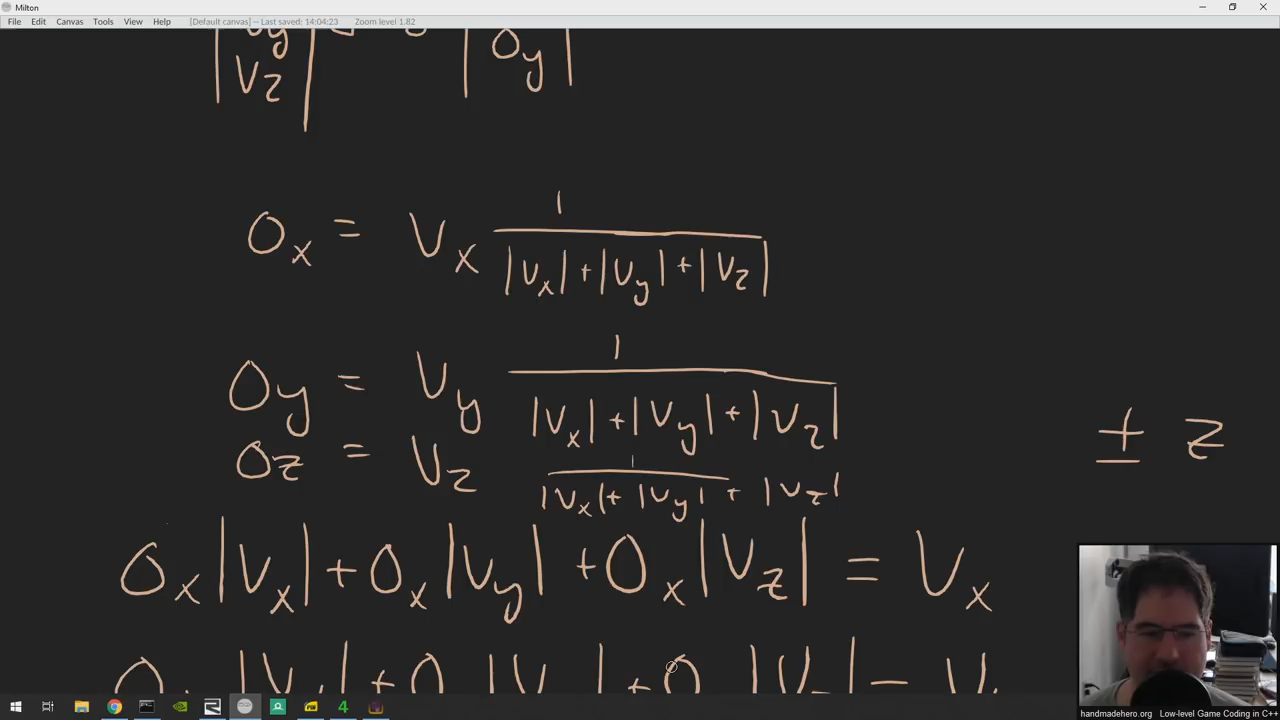 Milton
File Edit Canvas Tools View Help [Default canvas] -- Last saved: 14:04:23 Zoom level 1.82
Vz
Oy
Ox = Vx 1 / |Vx|+|Vy|+|Vz|
Oy = Vy 1 / |Vx|+|Vy|+|Vz|
± z
Oz = Vz 1 / |Vx|+|Vy|+|Vz|
Ox|Vx|+Ox|Vy|+Ox|Vz| = Vx
handmadehero.org | Low-level Game Coding in C++